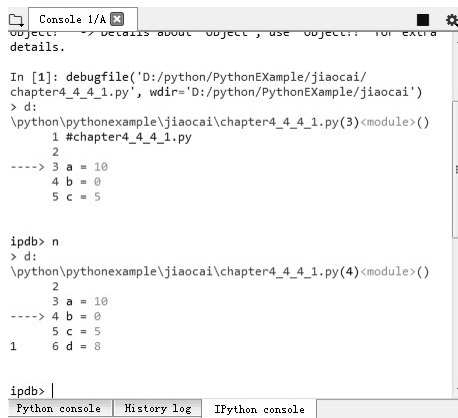 Console 1/A
object?' -> Details about 'object', use 'object??' for extra
details.
In [1]: debugfile('D:/python/PythonEXample/jiaocai/
chapter4_4_4_1.py', wdir='D:/python/PythonEXample/jiaocai')
> d:
\python\pythonexample\jiaocai\chapter4_4_4_1.py(3)<module>()
1 #chapter4_4_4_1.py
2
----> 3 a = 10
4 b = 0
5 c = 5
ipdb> n
> d:
\python\pythonexample\jiaocai\chapter4_4_4_1.py(4)<module>()
2
3 a = 10
----> 4 b = 0
5 c = 5
1 6 d = 8
ipdb>
Python console History log IPython console